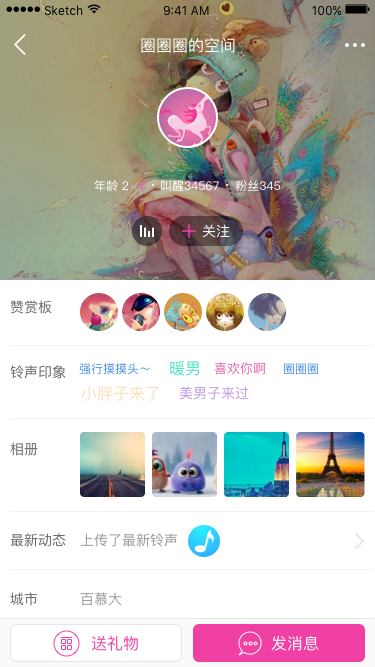 Sketch 9:41 AM 100%
圈圈圈的空间
年龄 2 · 叫醒34567 · 粉丝345
关注
赞赏板
铃声印象 强行摸摸头～ 暖男 喜欢你啊 圈圈圈
小胖子来了 美男子来过
相册
最新动态 上传了最新铃声
城市 百慕大
送礼物 发消息